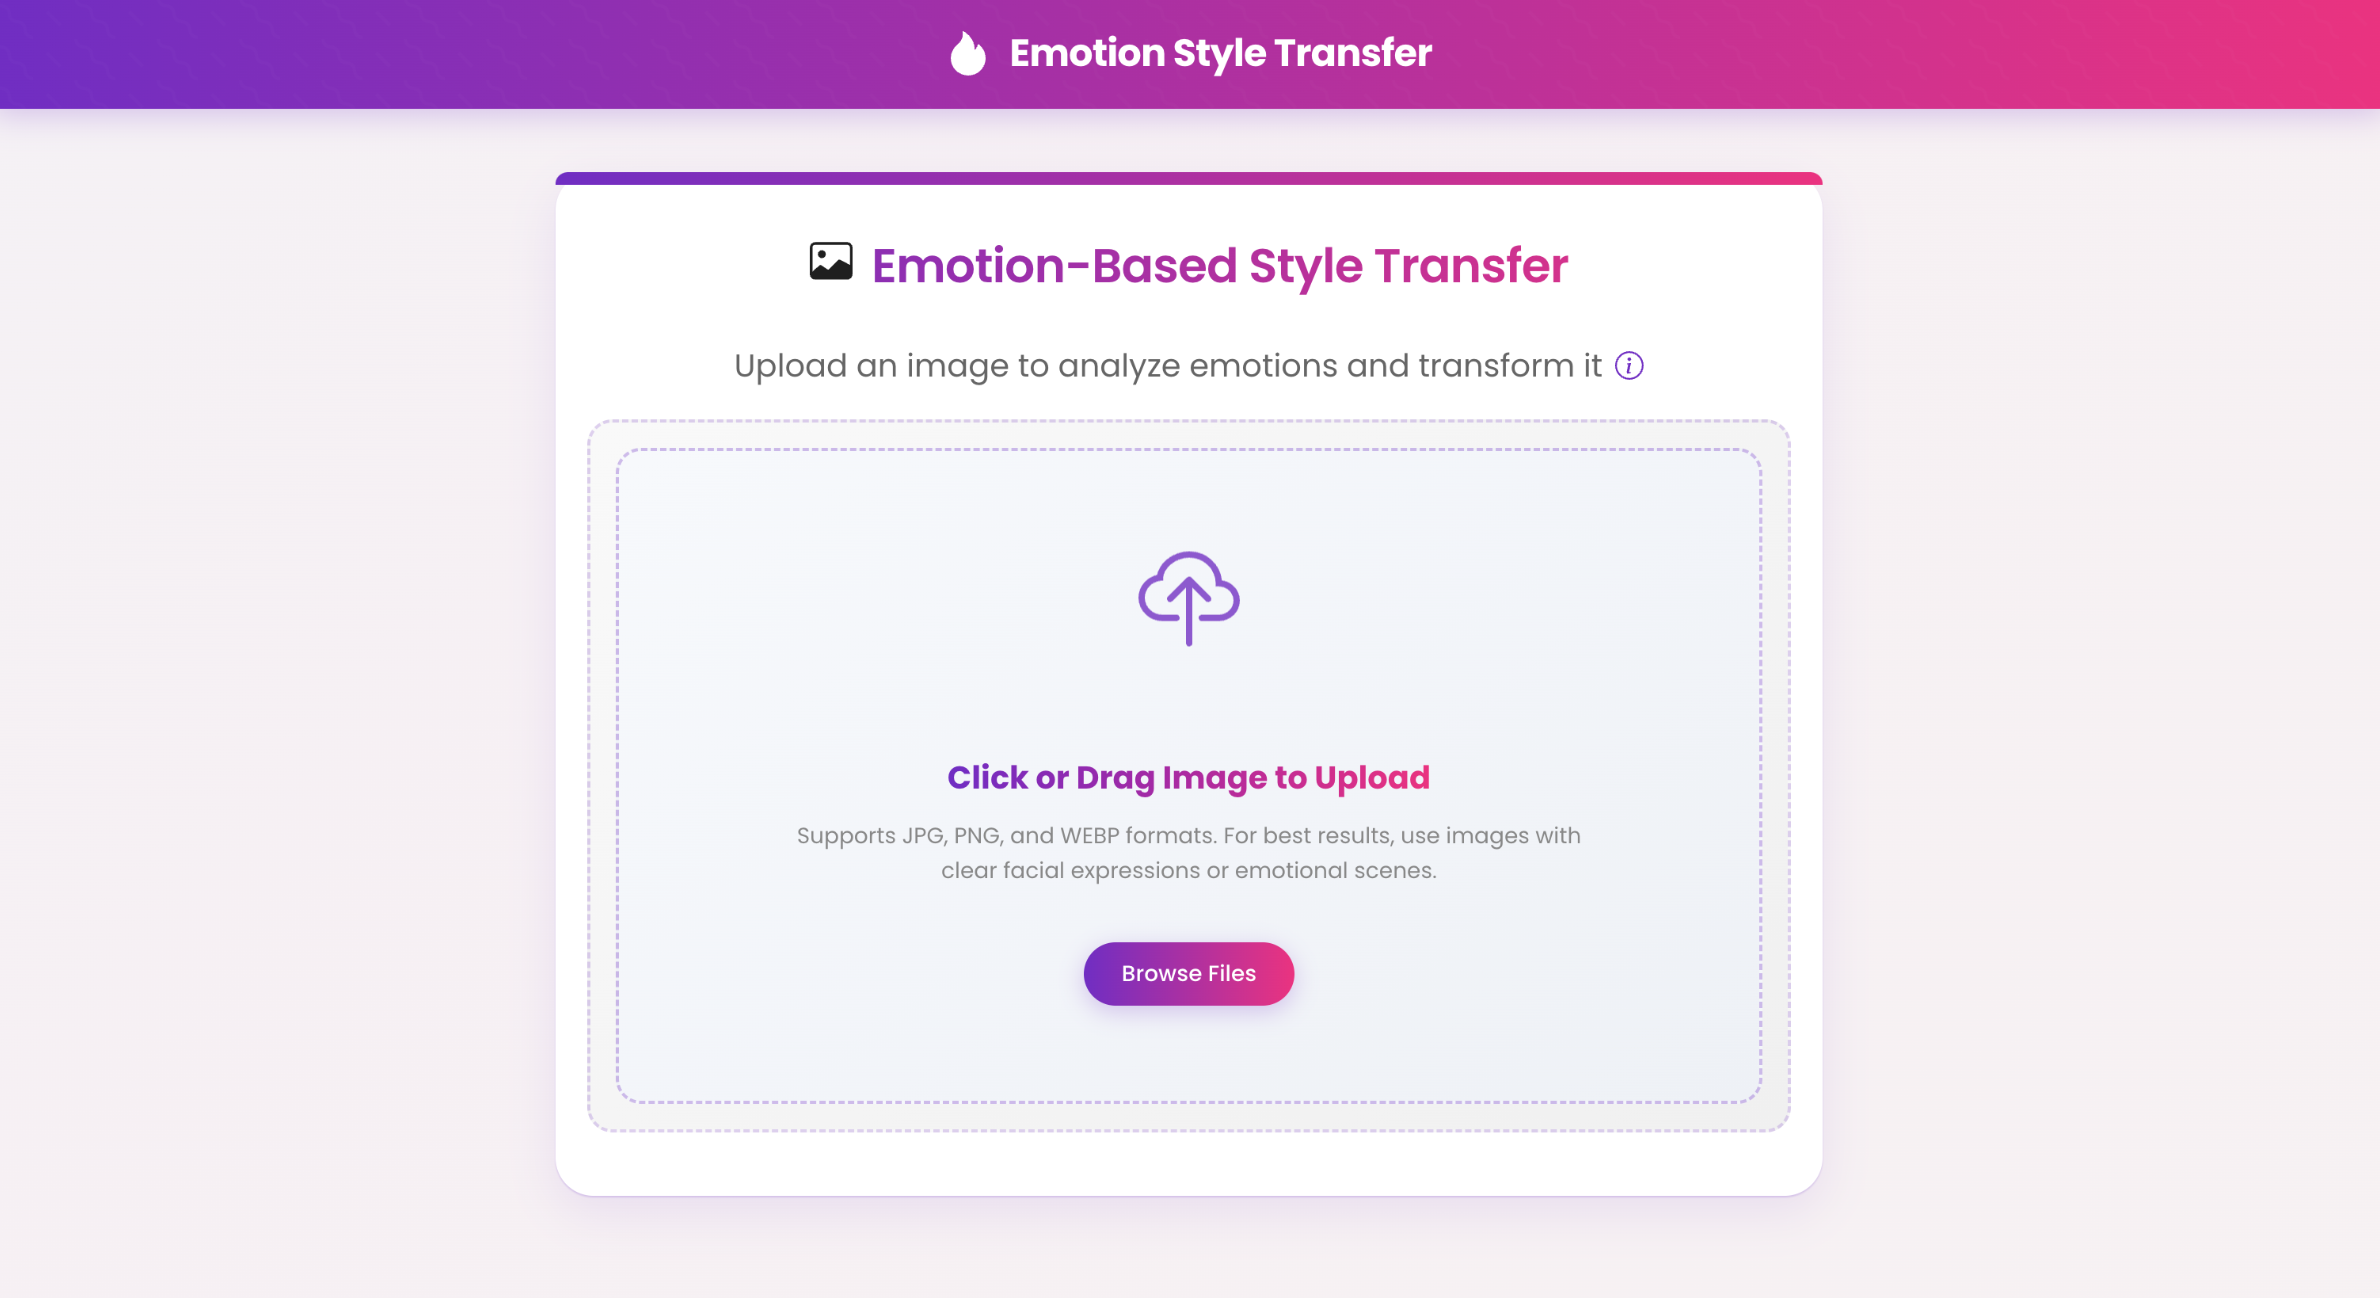 Emotion Style Transfer
Emotion-Based Style Transfer
Upload an image to analyze emotions and transform it
Click or Drag Image to Upload
Supports JPG, PNG, and WEBP formats. For best results, use images with
clear facial expressions or emotional scenes.
Browse Files